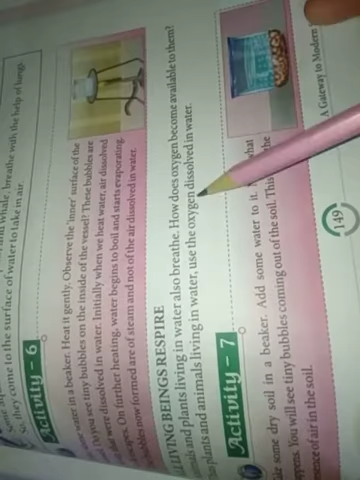 and whale, breathe with the help of lungs.
So, they come to the surface of water to take in air.
Activity – 6
water in a beaker. Heat it gently. Observe the 'inner' surface of the
Do you see tiny bubbles on the inside of the vessel? These bubbles are
were dissolved in water. Initially when we heat water, air dissolved
escapes. On further heating, water begins to boil and starts evaporating.
bubbles now formed are of steam and not of the air dissolved in water.
LIVING BEINGS RESPIRE
and plants living in water also breathe. How does oxygen become available to them?
plants and animals living in water, use the oxygen dissolved in water.
Activity – 7
some dry soil in a beaker. Add some water to it. what
You will see tiny bubbles coming out of the soil. This the
of air in the soil.
149
A Gateway to Modern